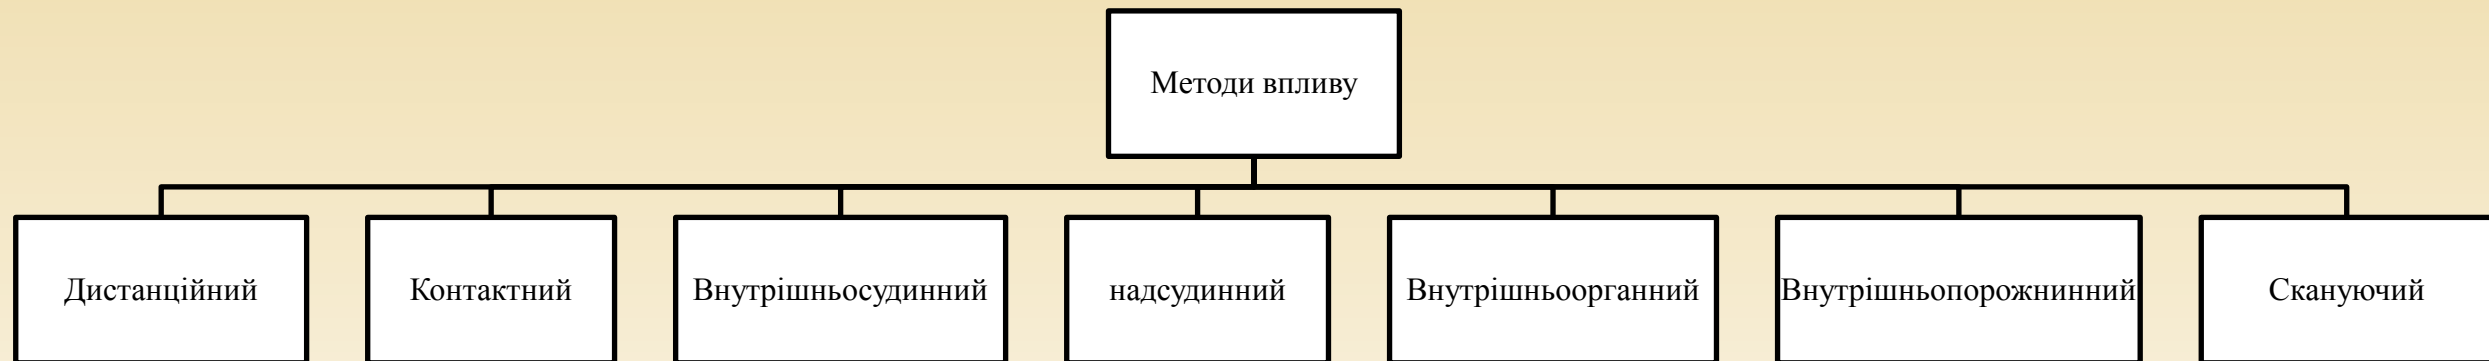 Методи впливу
Дистанційний
Контактний
Внутрішньосудинний
надсудинний
Внутрішньоорганний
Внутрішньопорожнинний
Скануючий